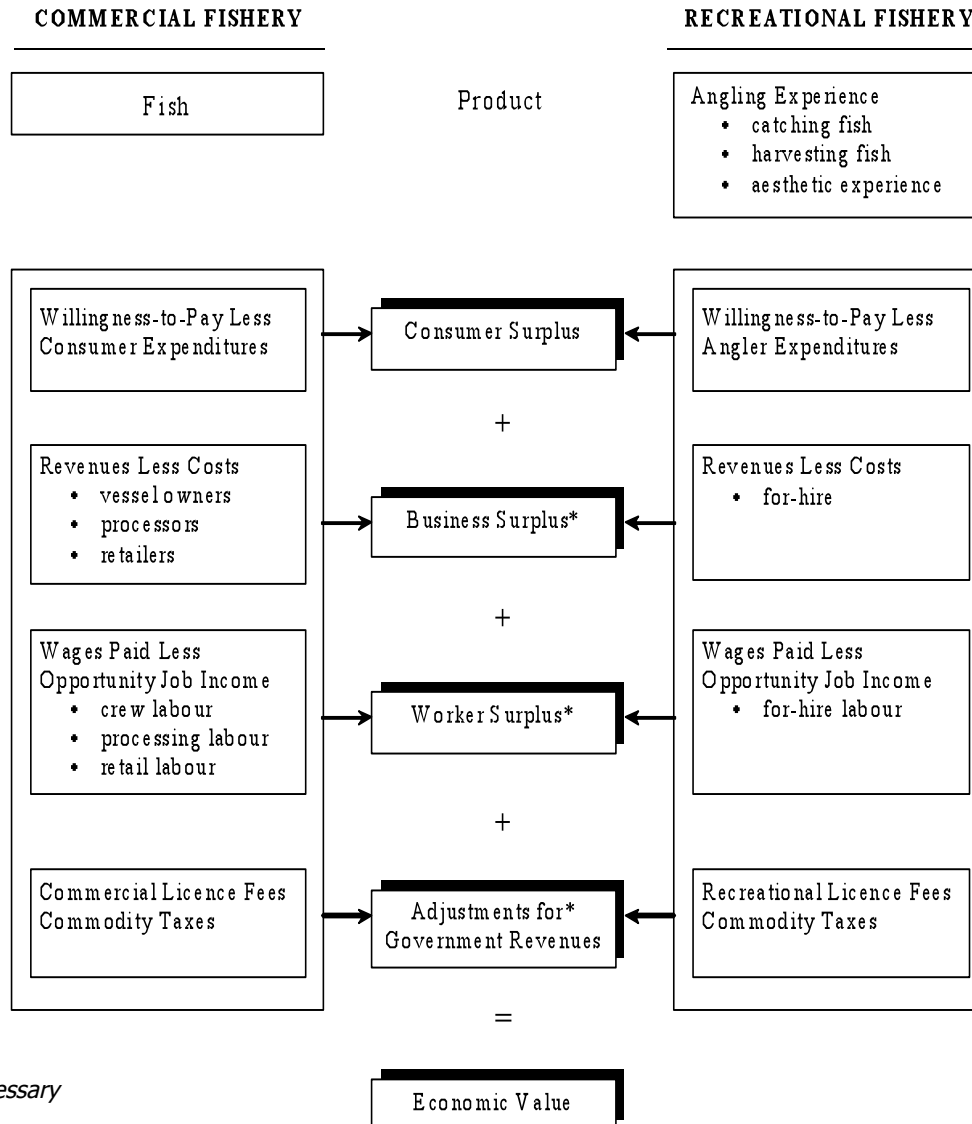 COMMERCIAL FISHERY
RECREATIONAL FISHERY
Fish
Product
Angling Experience
• catching fish
• harvesting fish
• aesthetic experience
Willingness-to-Pay Less
Consumer Expenditures
Consumer Surplus
Willingness-to-Pay Less
Angler Expenditures
+
Revenues Less Costs
• vessel owners
• processors
• retailers
Business Surplus*
Revenues Less Costs
• for-hire
+
Wages Paid Less
Opportunity Job Income
• crew labour
• processing labour
• retail labour
Worker Surplus*
Wages Paid Less
Opportunity Job Income
• for-hire labour
+
Commercial Licence Fees
Commodity Taxes
Adjustments for*
Government Revenues
Recreational Licence Fees
Commodity Taxes
=
essary
Economic Value